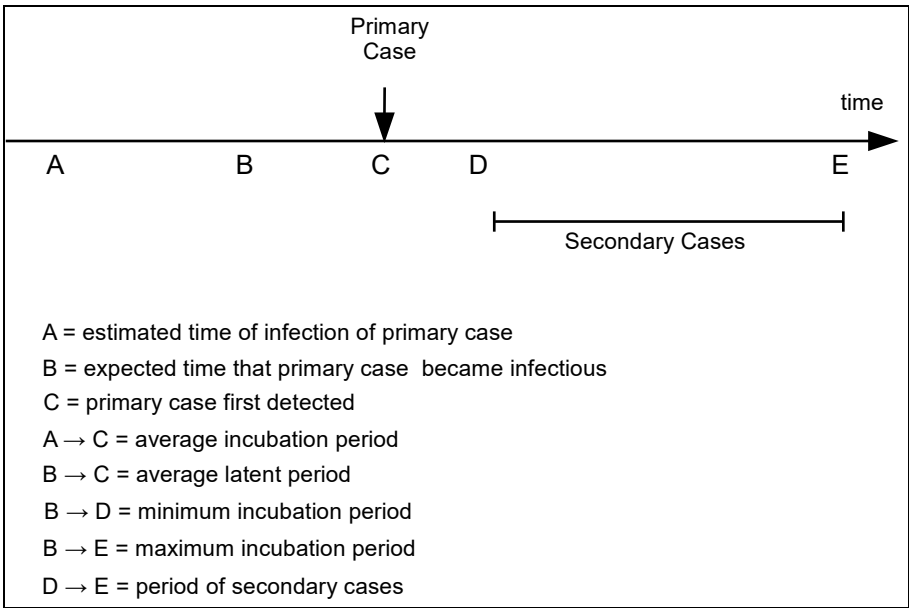 Primary
Case
time
A B C D E
Secondary Cases
A = estimated time of infection of primary case
B = expected time that primary case became infectious
C = primary case first detected
A → C = average incubation period
B → C = average latent period
B → D = minimum incubation period
B → E = maximum incubation period
D → E = period of secondary cases